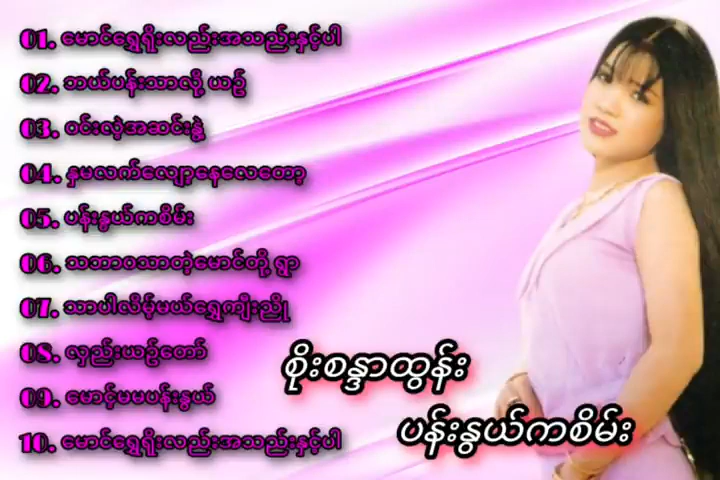 01. မောင်ရွှေရိုးလည်းအသည်းနှင့်ပါ
02. ဘယ်ပန်းသာလို့ ယဉ်
03. ဝင်းလဲ့အဆင်းနွဲ့
04. နှမလက်လျော့နေလေတော့
05. ပန်းနွယ်ကစိမ်း
06. သဘာဝသာတဲ့မောင်တို့ ရွာ
07. သာပါလိမ့်မယ်ရွှေကျီးညို
08. လှည်းယဉ်တော်
09. မောင့်မမပန်းနွယ်
10. မောင်ရွှေရိုးလည်းအသည်းနှင့်ပါ
စိုးစန္ဒာထွန်း
ပန်းနွယ်ကစိမ်း